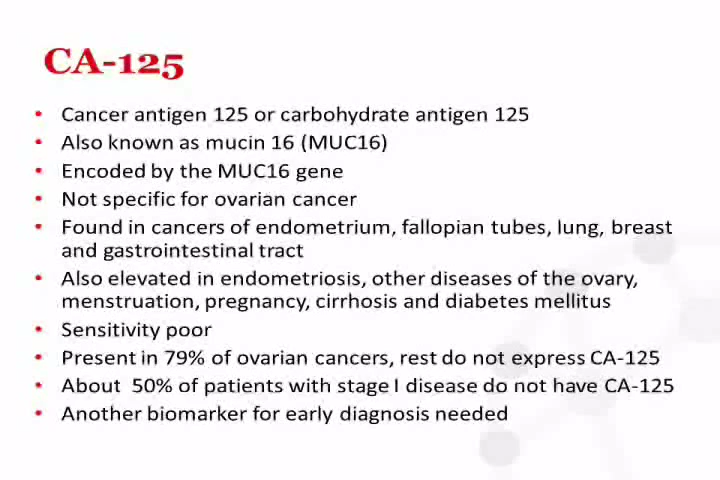 CA-125
• Cancer antigen 125 or carbohydrate antigen 125
• Also known as mucin 16 (MUC16)
• Encoded by the MUC16 gene
• Not specific for ovarian cancer
• Found in cancers of endometrium, fallopian tubes, lung, breast
and gastrointestinal tract
• Also elevated in endometriosis, other diseases of the ovary,
menstruation, pregnancy, cirrhosis and diabetes mellitus
• Sensitivity poor
• Present in 79% of ovarian cancers, rest do not express CA-125
• About 50% of patients with stage I disease do not have CA-125
• Another biomarker for early diagnosis needed